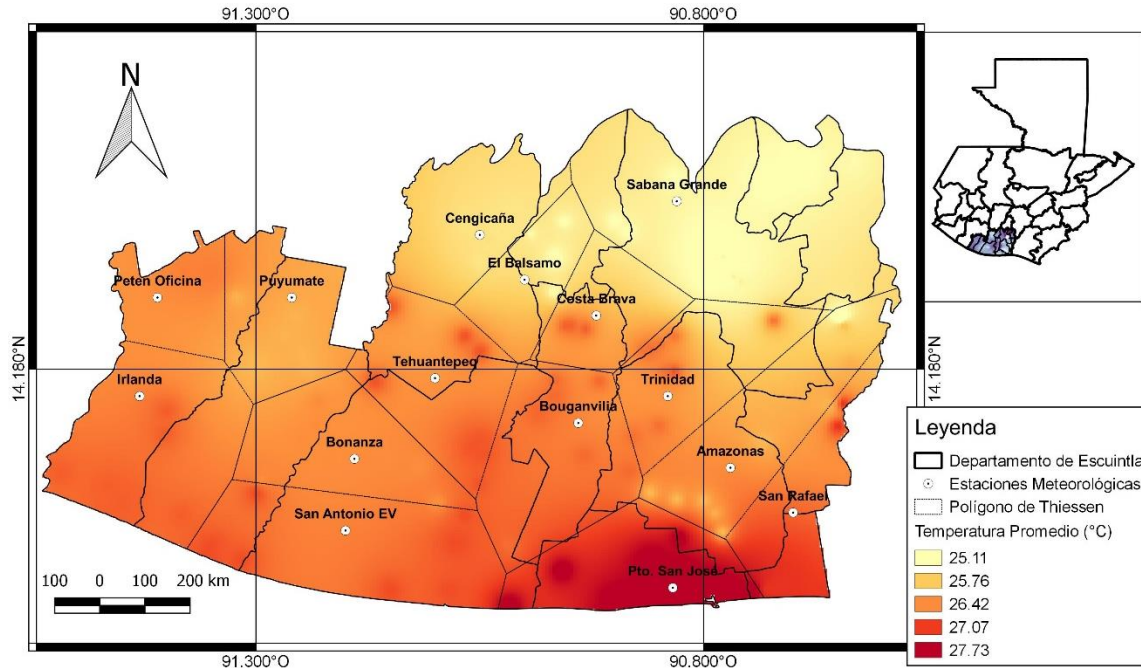 91.300°O 90.800°O
N
Sabana Grande
Cengicaña
El Balsamo
Petén Oficina Puyumate
Costa Brava
14.180°N 14.180°N
Tehuantepeq
Irlanda Trinidad
Bouganvilia
Bonanza Amazonas
San Rafael
San Antonio EV
Pto. San José
100 0 100 200 km
91.300°O 90.800°O
Leyenda
Departamento de Escuintla
Estaciones Meteorológicas
Polígono de Thiessen
Temperatura Promedio (°C)
25.11
25.76
26.42
27.07
27.73